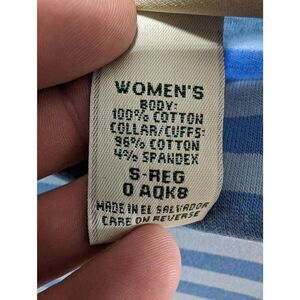 WOMEN'S
BODY:
100% COTTON
COLLAR/CUFFS:
96% COTTON
4% SPANDEX
S-REG
0 AQK8
MADE IN EL SALVADOR
CARE ON REVERSE